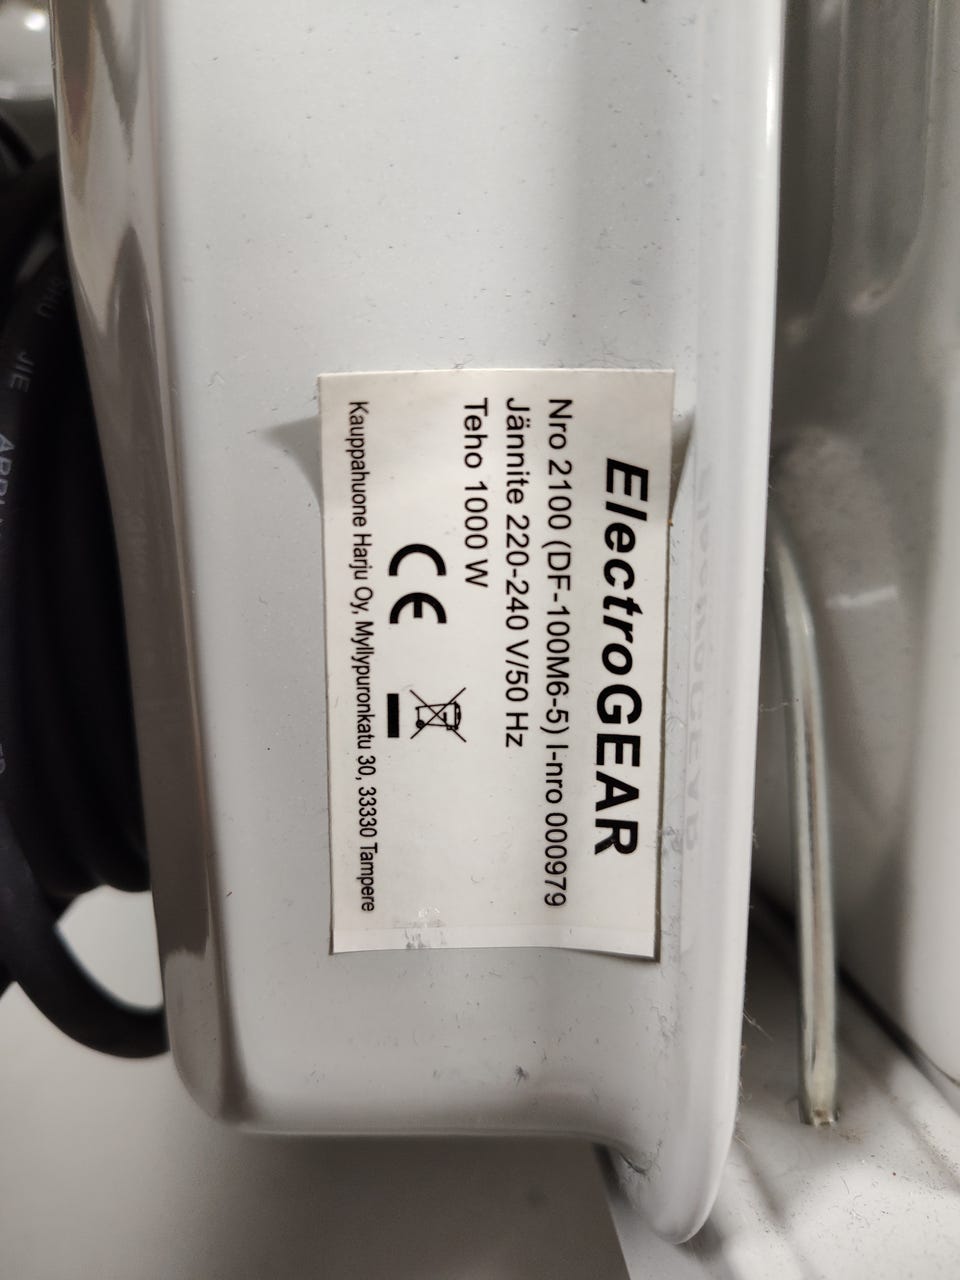 ElectroGEAR
Nro 2100 (DF-100M6-5) I-nro 000979
Jännite 220-240 V/50 Hz
Teho 1000 W
CE
Kauppahuone Harju Oy, Myllypuronkatu 30, 33330 Tampere
JIE